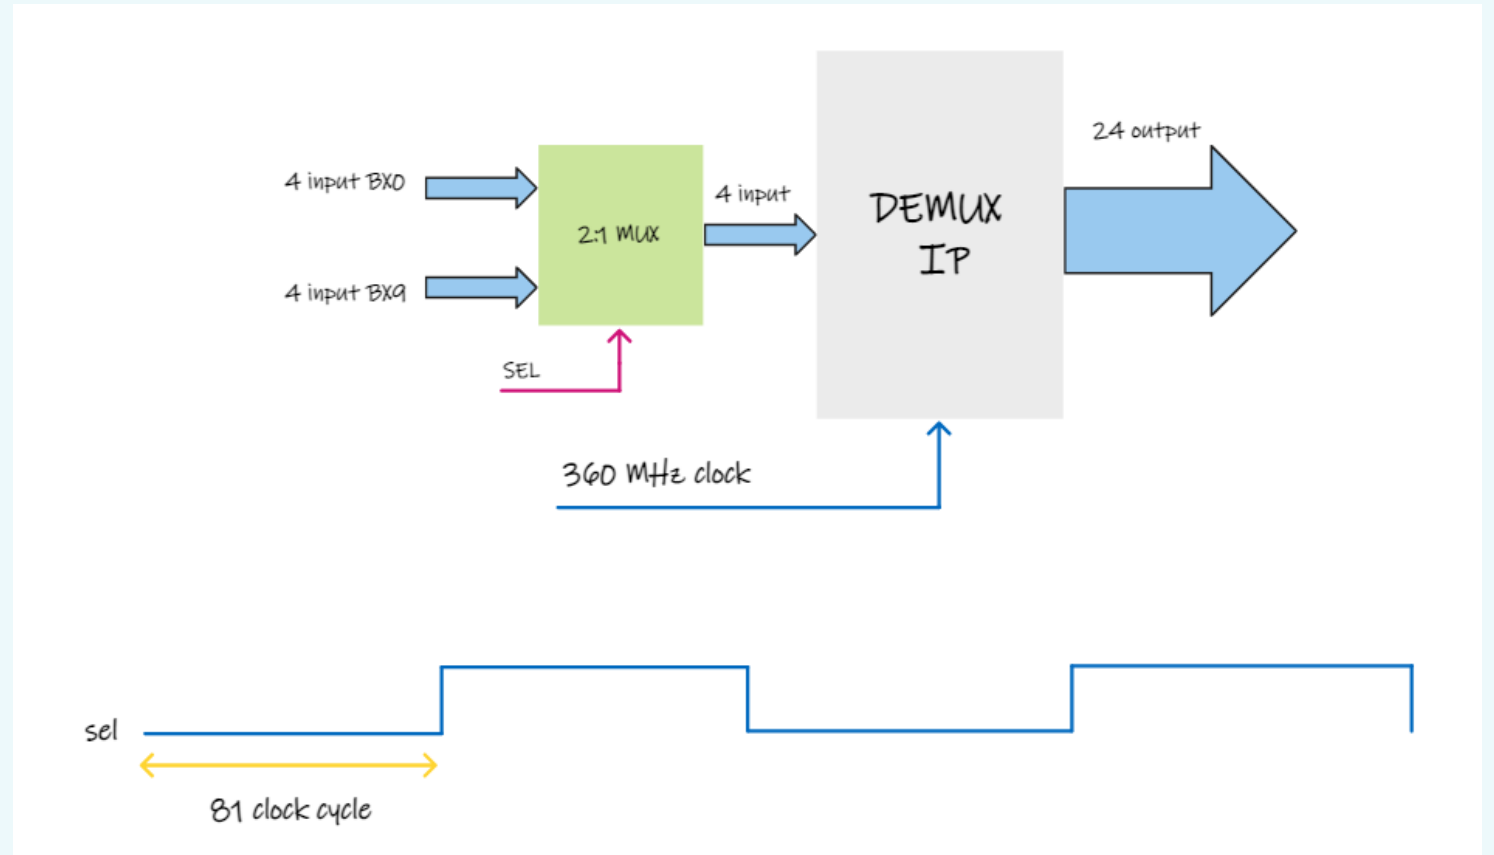 24 output
4 input BX0
4 input
2:1 MUX
DEMUX
IP
4 input BX9
SEL
360 MHz clock
sel
81 clock cycle